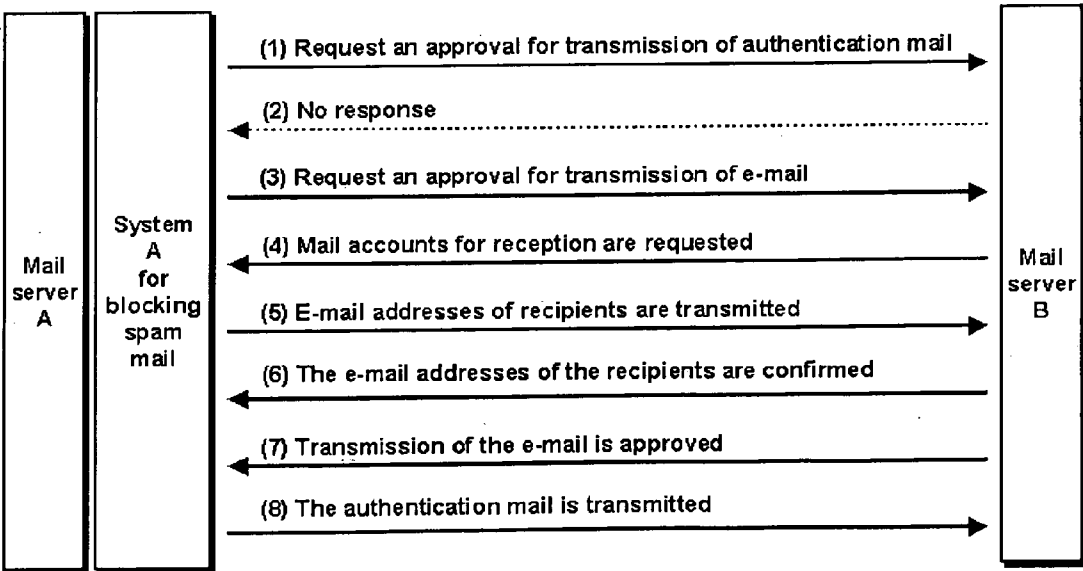 (1) Request an approval for transmission of authentication mail
(2) No response
(3) Request an approval for transmission of e-mail
(4) Mail accounts for reception are requested
(5) E-mail addresses of recipients are transmitted
(6) The e-mail addresses of the recipients are confirmed
(7) Transmission of the e-mail is approved
(8) The authentication mail is transmitted
Mail
server
A
System
A
for
blocking
spam
mail
Mail
server
B